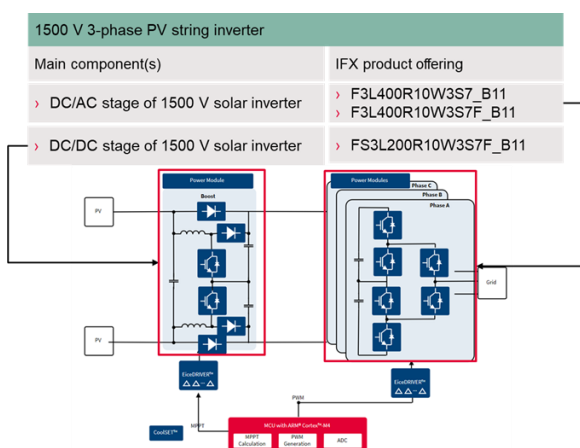 1500 V 3-phase PV string inverter
Main component(s)
IFX product offering
› DC/AC stage of 1500 V solar inverter
› F3L400R10W3S7_B11
› F3L400R10W3S7F_B11
› DC/DC stage of 1500 V solar inverter
› FS3L200R10W3S7F_B11
Power Module
Boost
Power Modules
Phase C
Phase B
Phase A
PV
PV
Grid
EiceDRIVER™
EiceDRIVER™
MPPT
PWM
CoolSET™
MCU with ARM® Cortex™ M4
MPPT
Calculation
PWM
Generation
ADC